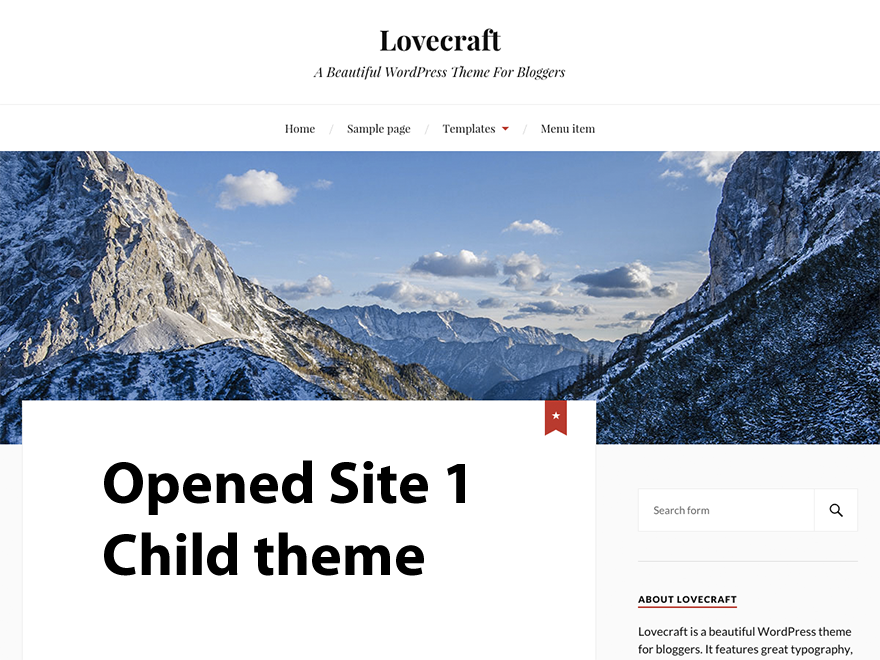 Lovecraft
A Beautiful WordPress Theme For Bloggers
Home / Sample page / Templates / Menu item
Opened Site 1
Child theme
Search form
ABOUT LOVECRAFT
Lovecraft is a beautiful WordPress theme
for bloggers. It features great typography,